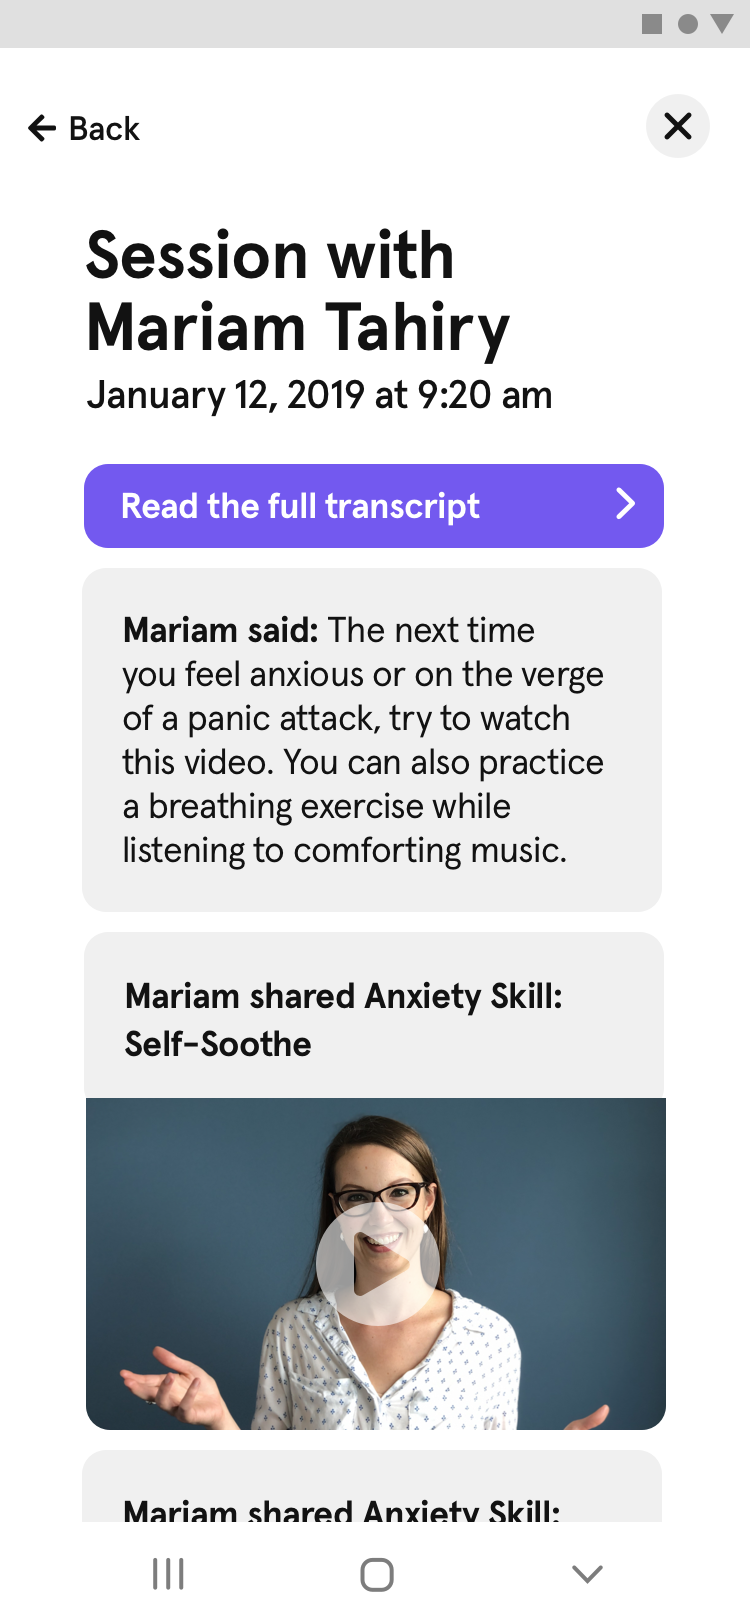 Back
Session with
Mariam Tahiry
January 12, 2019 at 9:20 am
Read the full transcript
Mariam said: The next time
you feel anxious or on the verge
of a panic attack, try to watch
this video. You can also practice
a breathing exercise while
listening to comforting music.
Mariam shared Anxiety Skill:
Self-Soothe
Mariam shared Anxiety Skill: